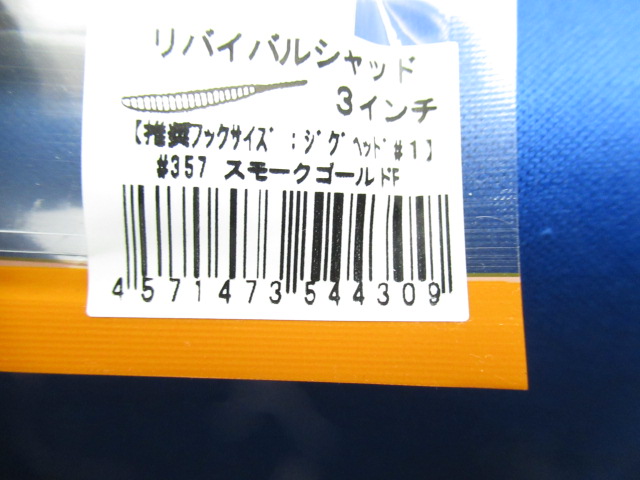 リバイバルシャッド
3インチ
【推奨フックサイズ:ジグヘッド#1】
#357 スモークゴールドF
4571473544309